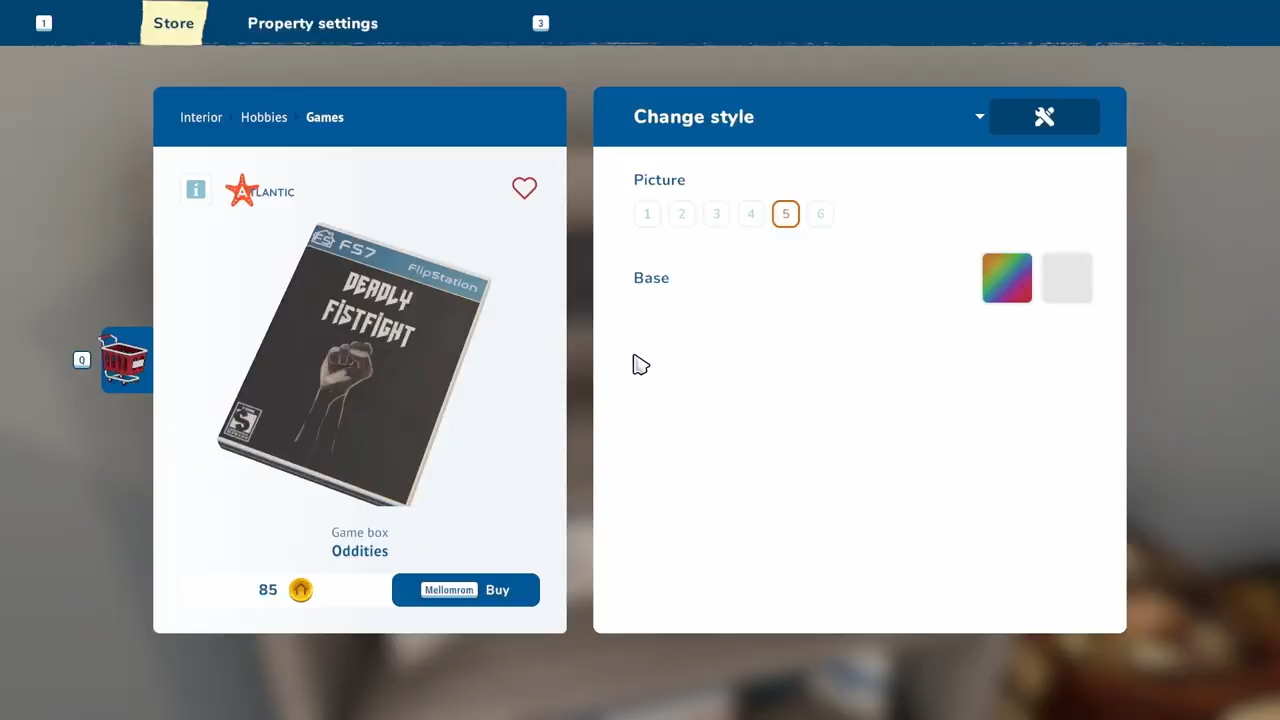 1
Store
Property settings
3
Interior
Hobbies
Games
Change style
i
ATLANTIC
Picture
1 2 3 4 5 6
FS FS7
FlipStation
DEADLY
FISTFIGHT
Base
Q
S
Game box
Oddities
85
Mellomrom Buy